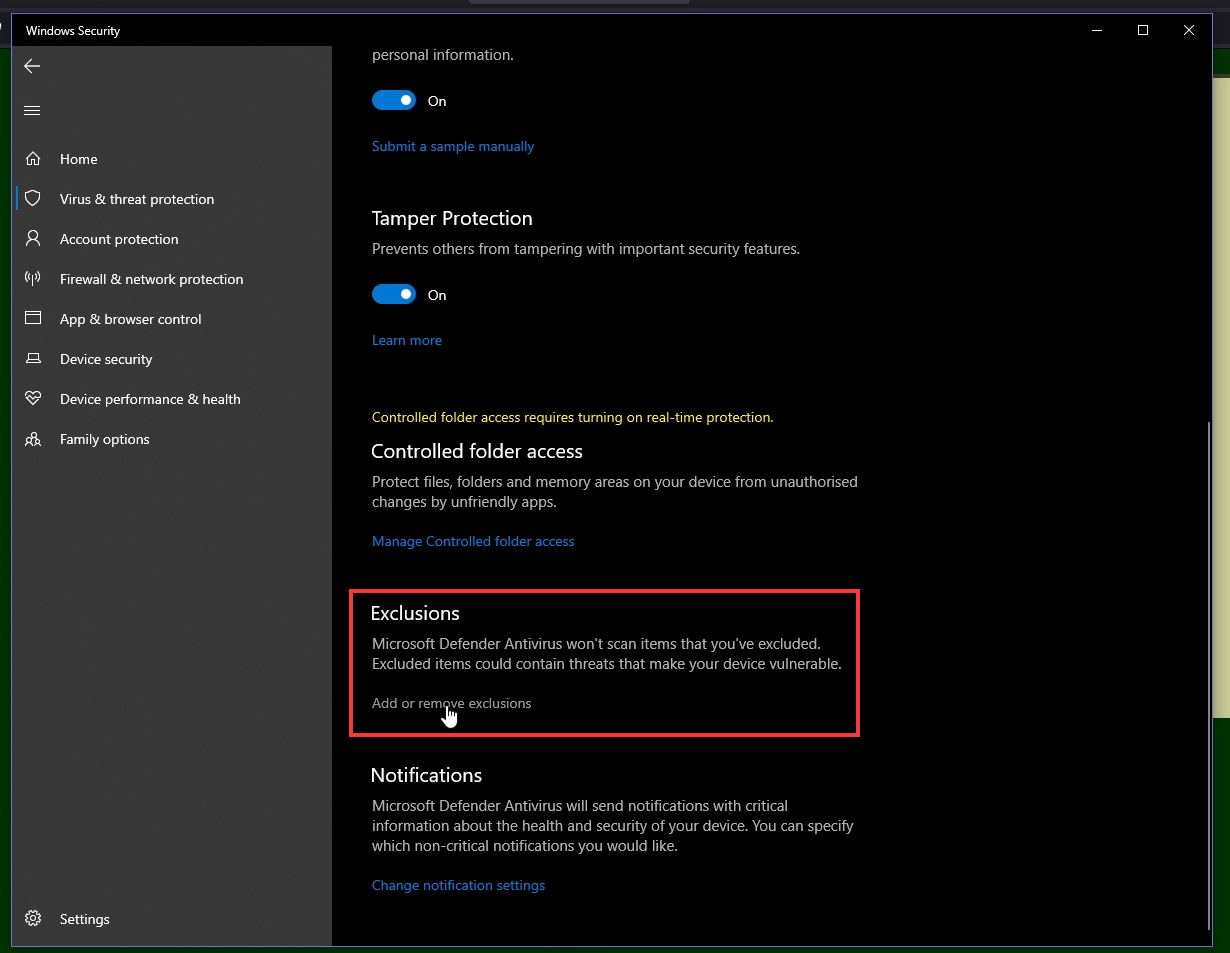 Windows Security
Home
Virus & threat protection
Account protection
Firewall & network protection
App & browser control
Device security
Device performance & health
Family options
Settings
personal information.
On
Submit a sample manually
Tamper Protection
Prevents others from tampering with important security features.
On
Learn more
Controlled folder access requires turning on real-time protection.
Controlled folder access
Protect files, folders and memory areas on your device from unauthorised
changes by unfriendly apps.
Manage Controlled folder access
Exclusions
Microsoft Defender Antivirus won't scan items that you've excluded.
Excluded items could contain threats that make your device vulnerable.
Add or remove exclusions
Notifications
Microsoft Defender Antivirus will send notifications with critical
information about the health and security of your device. You can specify
which non-critical notifications you would like.
Change notification settings